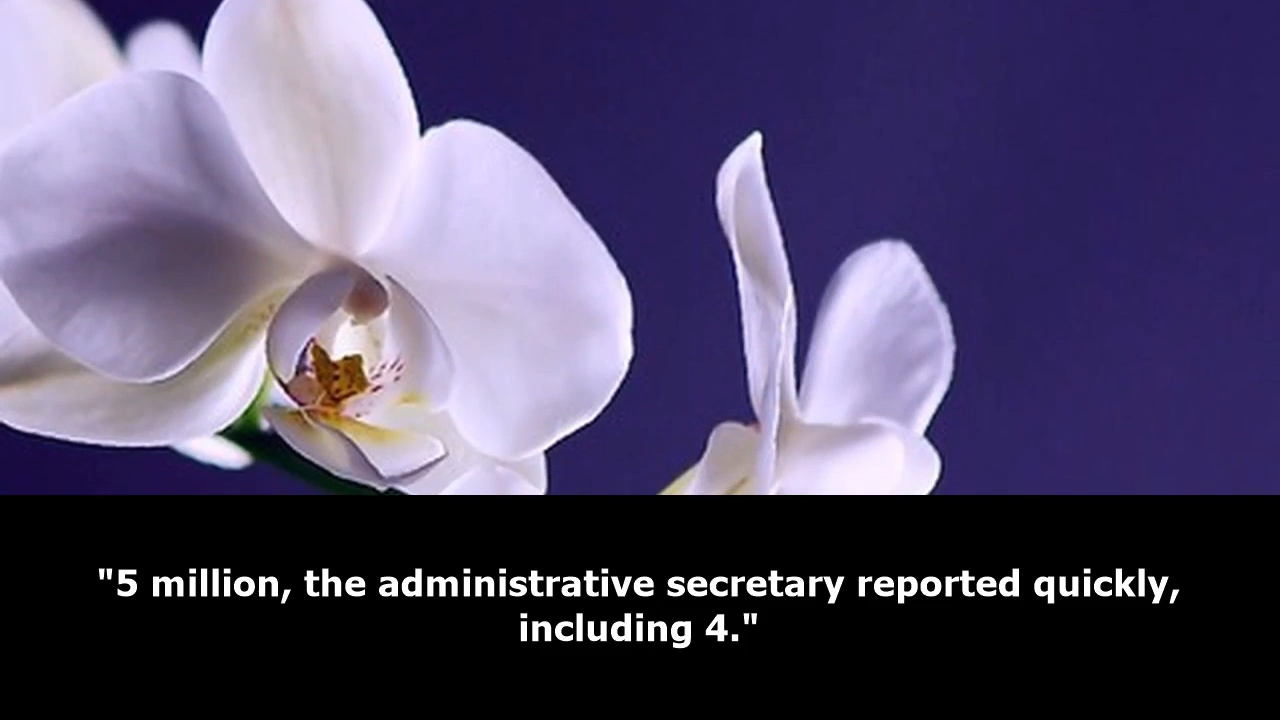 "5 million, the administrative secretary reported quickly,
including 4."